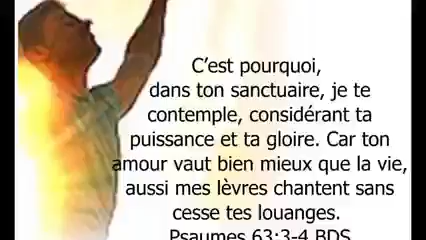 C'est pourquoi,
dans ton sanctuaire, je te
contemple, considérant ta
puissance et ta gloire. Car ton
amour vaut bien mieux que la vie,
aussi mes lèvres chantent sans
cesse tes louanges.
Psaumes 63:3-4 BDS